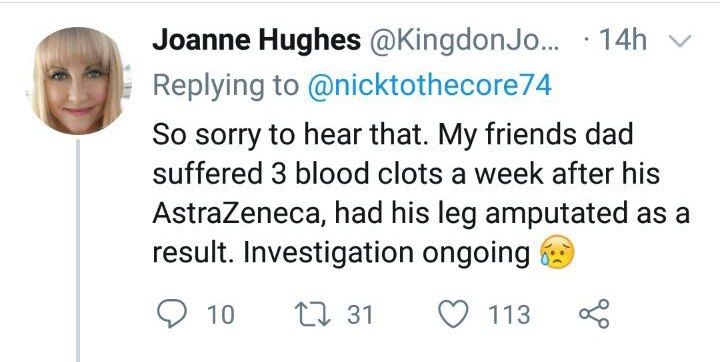 Joanne Hughes @KingdonJo... · 14h
Replying to @nicktothecore74
So sorry to hear that. My friends dad
suffered 3 blood clots a week after his
AstraZeneca, had his leg amputated as a
result. Investigation ongoing 😥
10 31 113